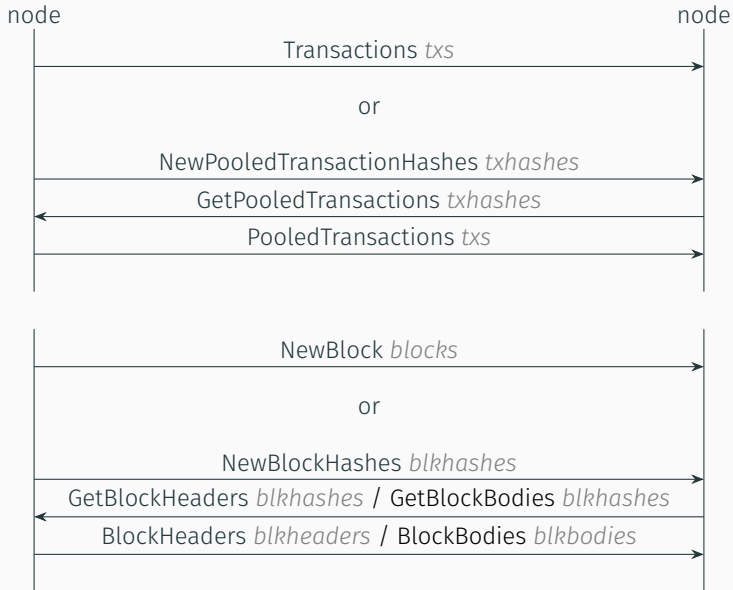 node node
Transactions txs
or
NewPooledTransactionHashes txhashes
GetPooledTransactions txhashes
PooledTransactions txs
NewBlock blocks
or
NewBlockHashes blkhashes
GetBlockHeaders blkhashes / GetBlockBodies blkhashes
BlockHeaders blkheaders / BlockBodies blkbodies